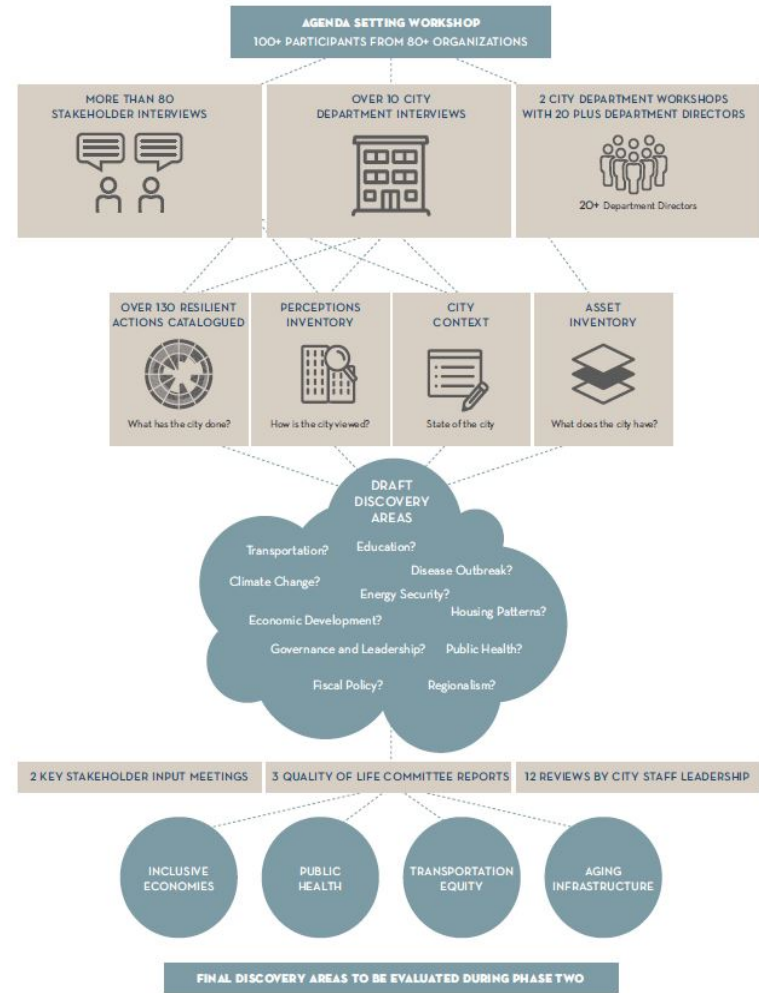 AGENDA SETTING WORKSHOP
100+ PARTICIPANTS FROM 80+ ORGANIZATIONS
MORE THAN 80
STAKEHOLDER INTERVIEWS
OVER 10 CITY
DEPARTMENT INTERVIEWS
2 CITY DEPARTMENT WORKSHOPS
WITH 20 PLUS DEPARTMENT DIRECTORS
20+ Department Directors
OVER 130 RESILIENT
ACTIONS CATALOGUED
What has the city done?
PERCEPTIONS
INVENTORY
How is the city viewed?
CITY
CONTEXT
State of the city
ASSET
INVENTORY
What does the city have?
DRAFT
DISCOVERY
AREAS
Transportation?
Education?
Climate Change?
Disease Outbreak?
Energy Security?
Economic Development?
Housing Patterns?
Governance and Leadership?
Public Health?
Fiscal Policy?
Regionalism?
2 KEY STAKEHOLDER INPUT MEETINGS
3 QUALITY OF LIFE COMMITTEE REPORTS
12 REVIEWS BY CITY STAFF LEADERSHIP
INCLUSIVE
ECONOMIES
PUBLIC
HEALTH
TRANSPORTATION
EQUITY
AGING
INFRASTRUCTURE
FINAL DISCOVERY AREAS TO BE EVALUATED DURING PHASE TWO